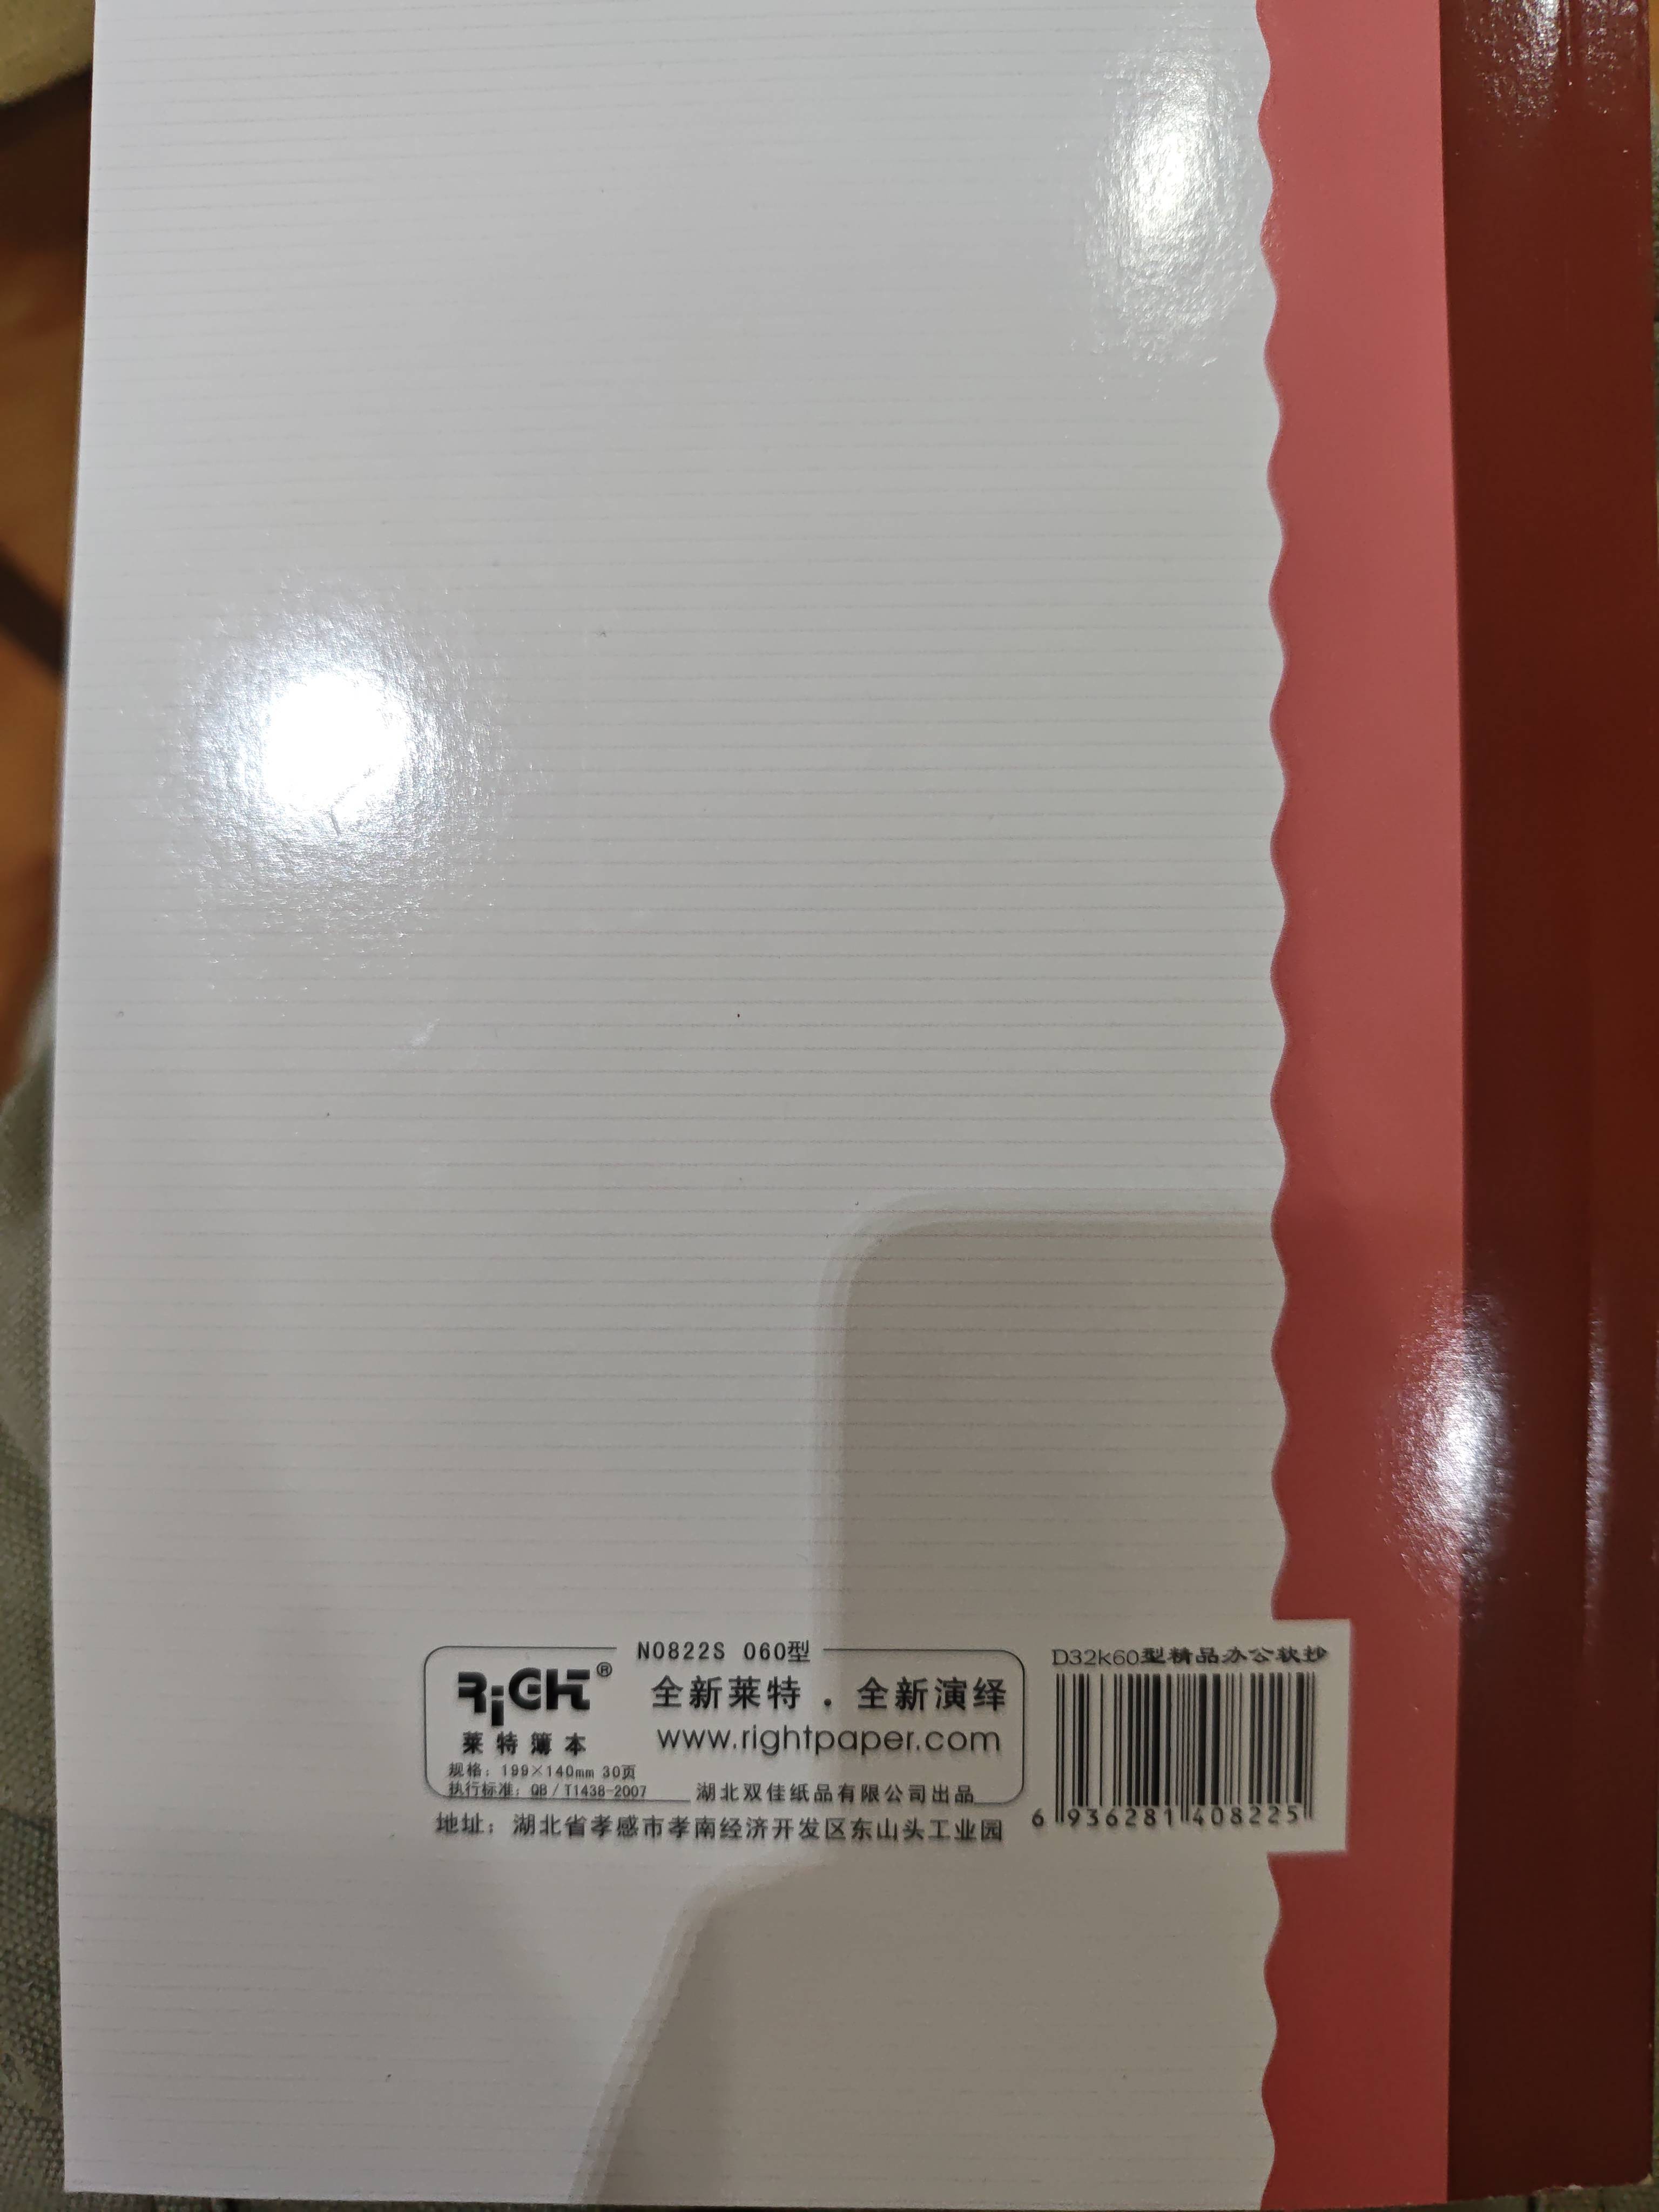 NO822S 060型
RiGHt®
莱特簿本
全新莱特.全新演绎
www.rightpaper.com
规格：199×140mm 30页
执行标准：QB/T1438-2007
湖北双佳纸品有限公司出品
地址：湖北省孝感市孝南经济开发区东山头工业园
D32k60型精品办公软抄
6 936281 408225